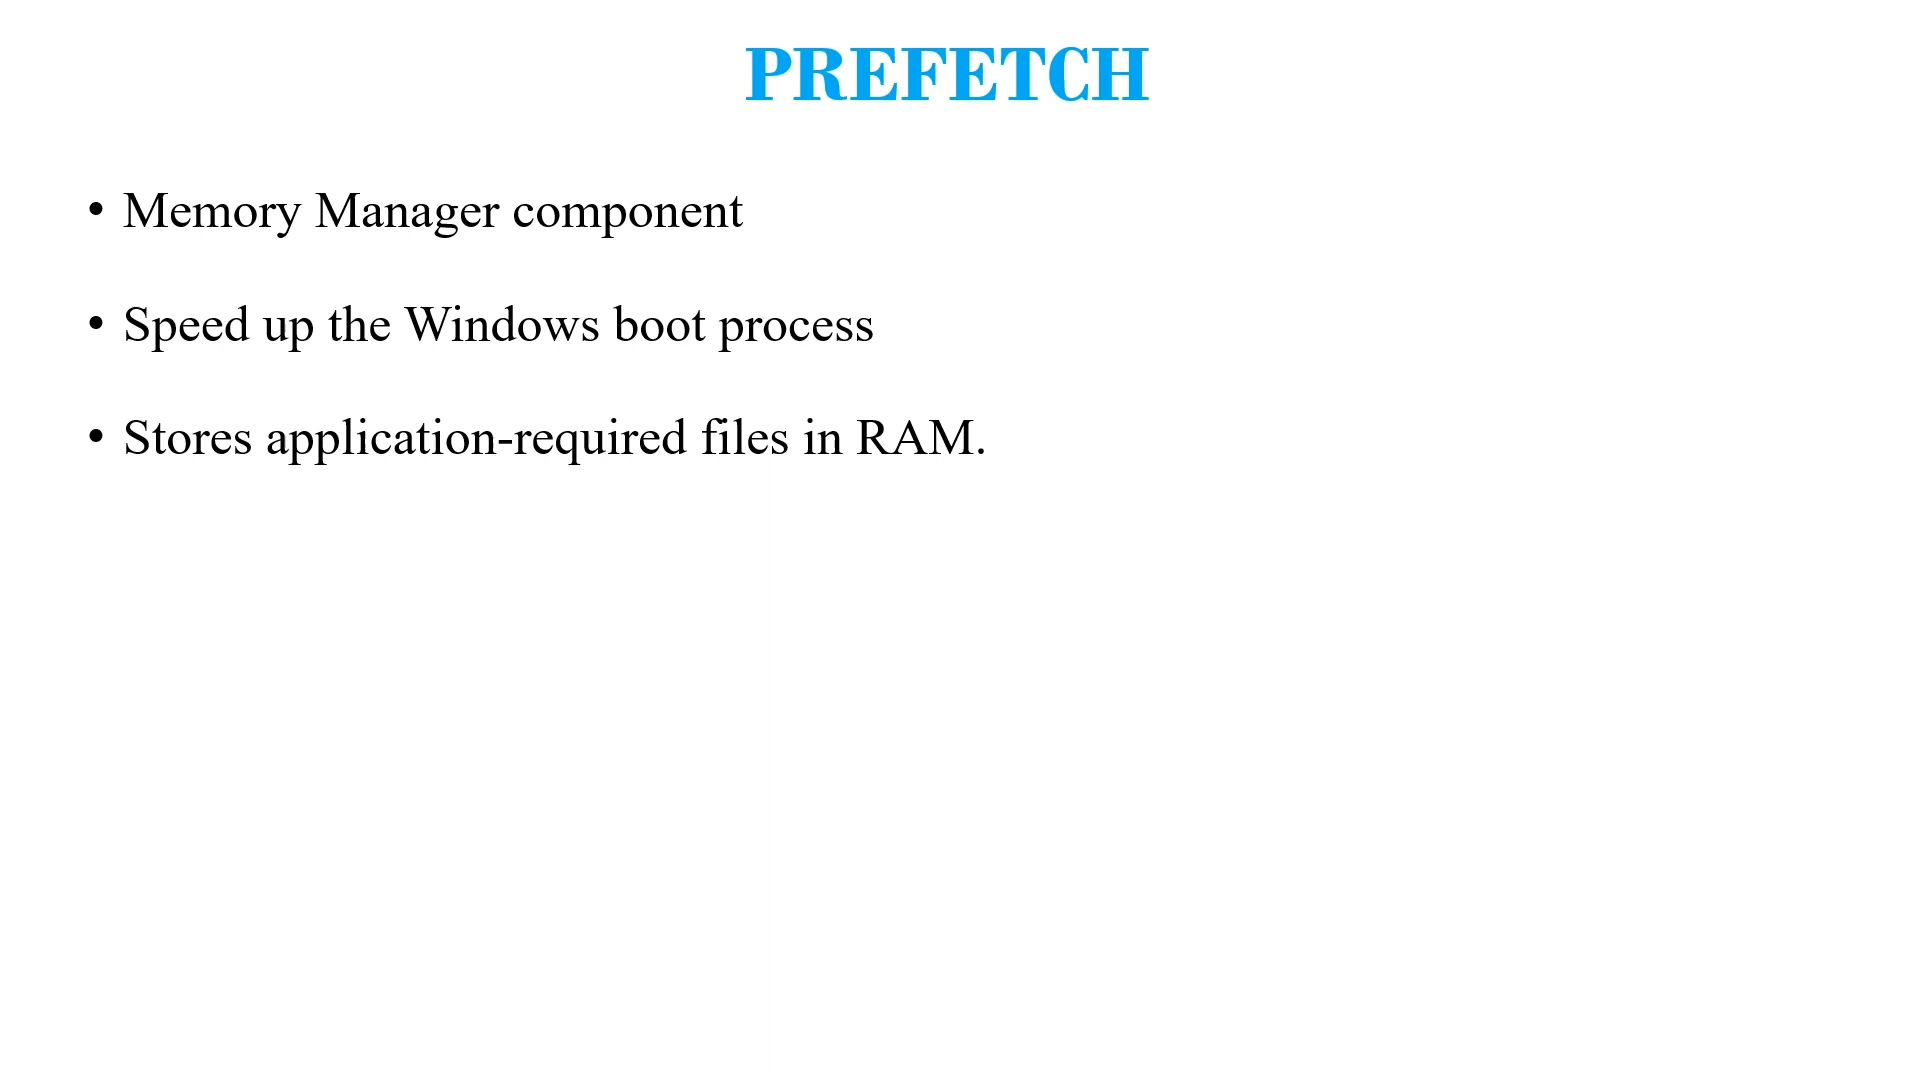 PREFETCH
• Memory Manager component
• Speed up the Windows boot process
• Stores application-required files in RAM.